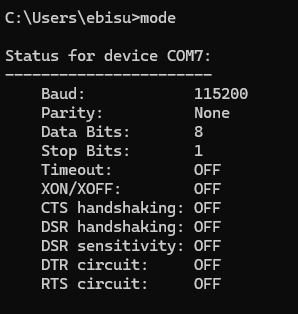 C:\Users\ebisu>mode
Status for device COM7:
-----------------------
Baud: 115200
Parity: None
Data Bits: 8
Stop Bits: 1
Timeout: OFF
XON/XOFF: OFF
CTS handshaking: OFF
DSR handshaking: OFF
DSR sensitivity: OFF
DTR circuit: OFF
RTS circuit: OFF